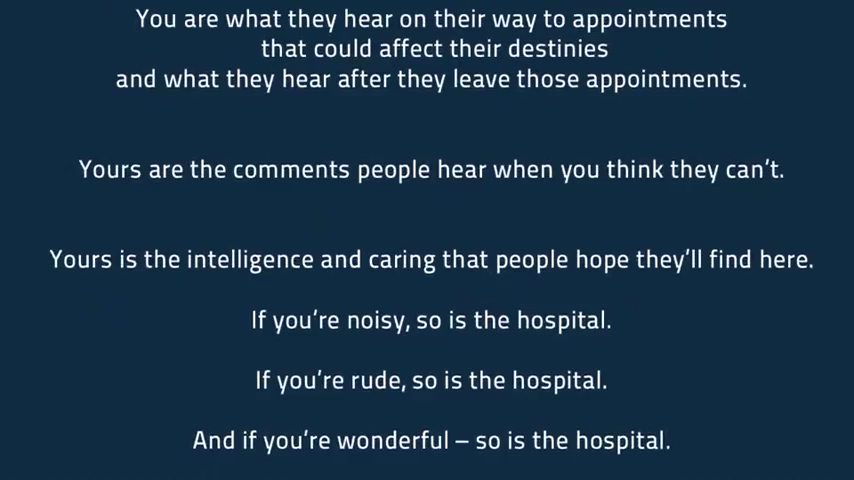 You are what they hear on their way to appointments
that could affect their destinies
and what they hear after they leave those appointments.
Yours are the comments people hear when you think they can't.
Yours is the intelligence and caring that people hope they'll find here.
If you're noisy, so is the hospital.
If you're rude, so is the hospital.
And if you're wonderful – so is the hospital.